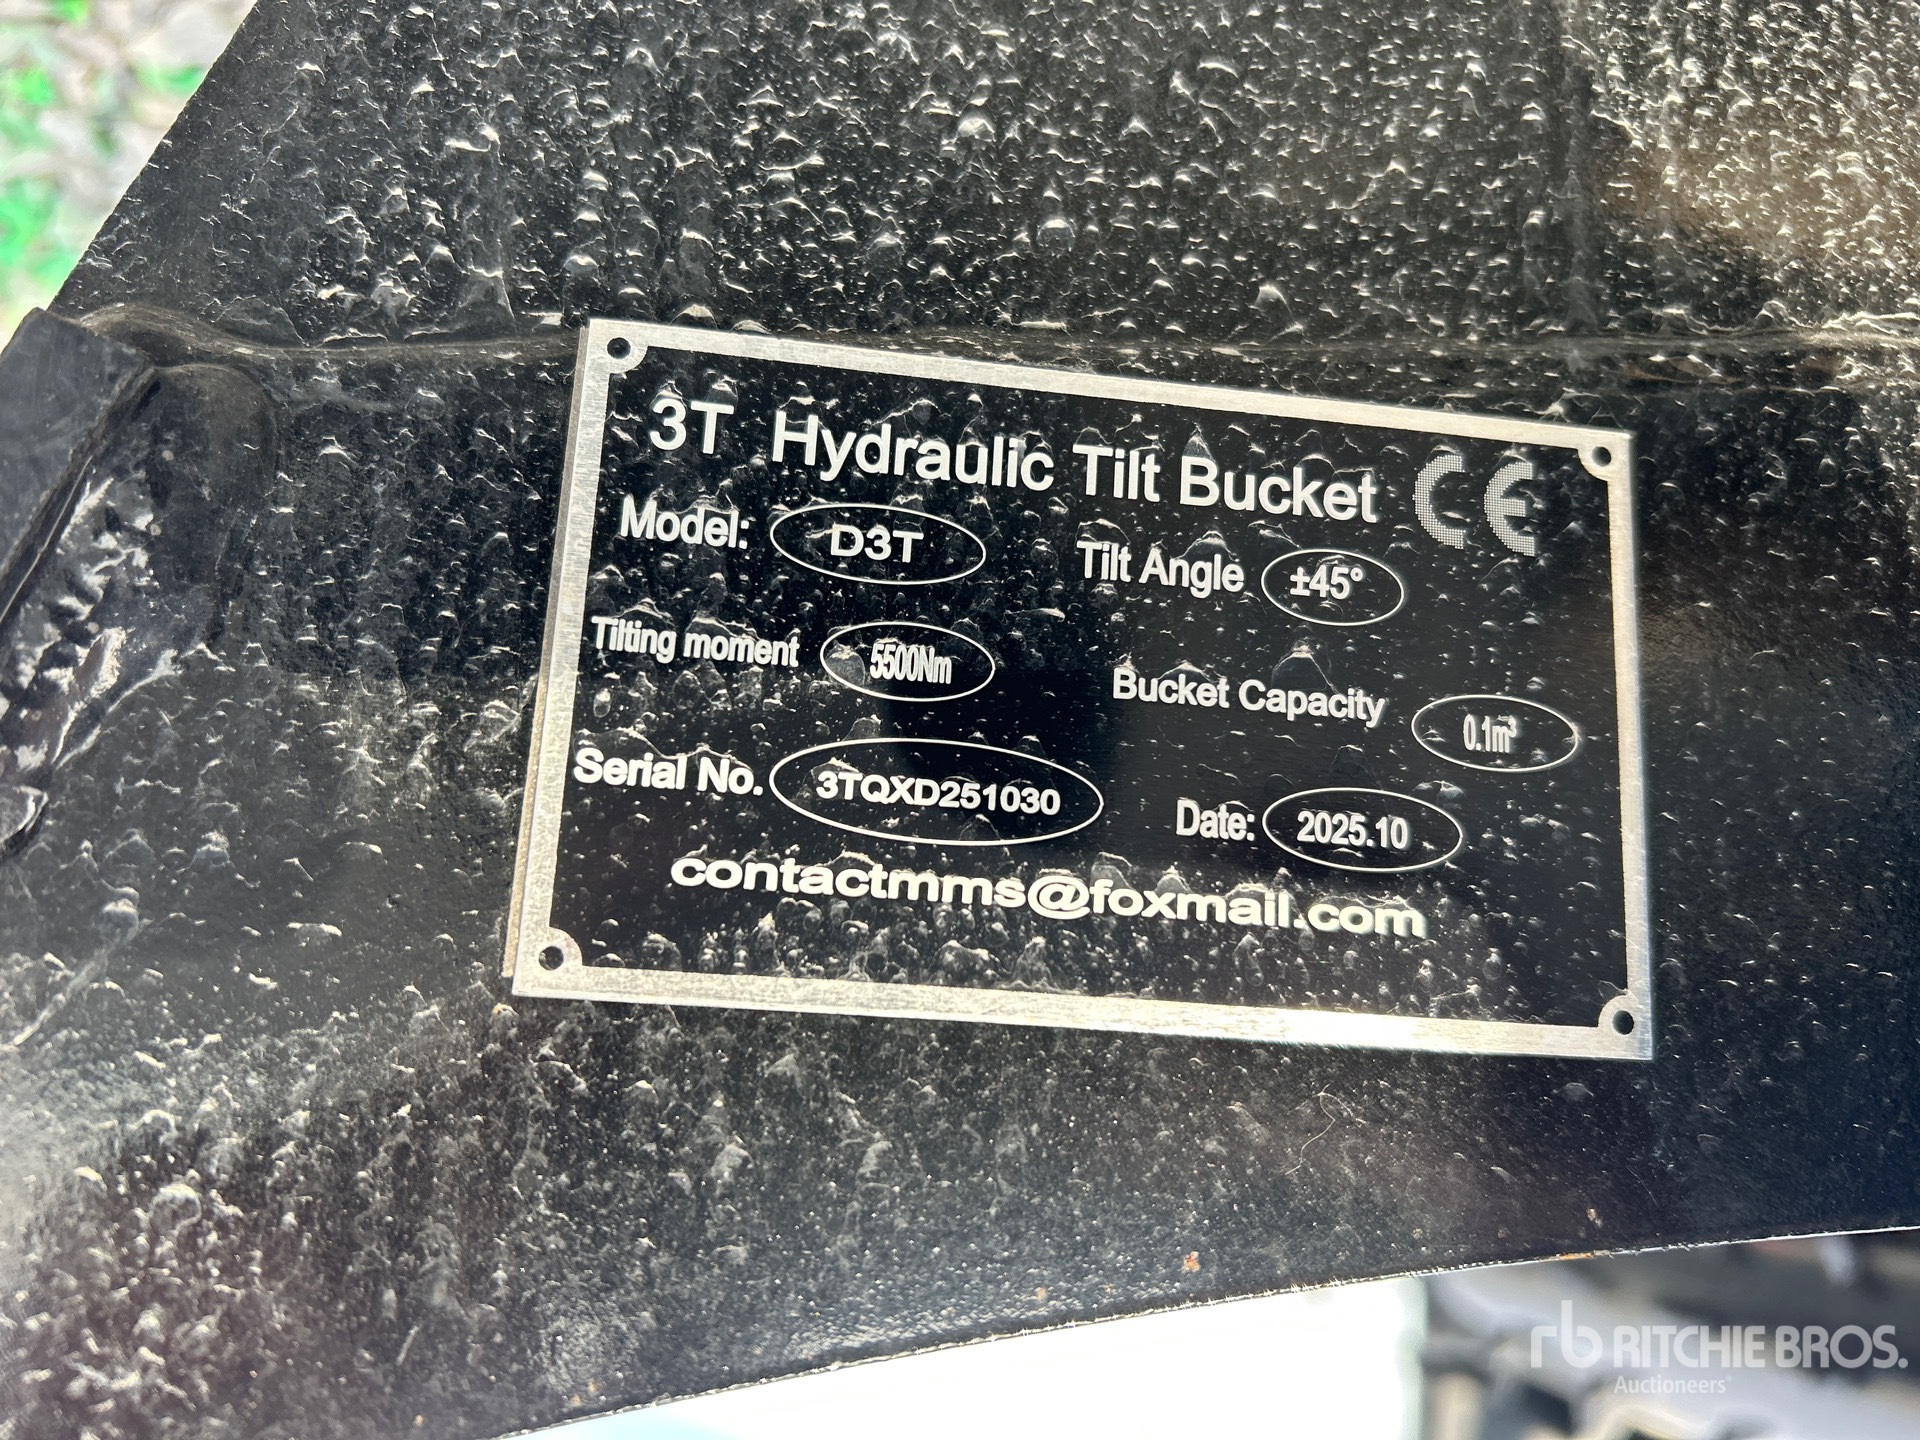 3T Hydraulic Tilt Bucket CE
Model: D3T Tilt Angle ±45°
Tilting moment 5500Nm Bucket Capacity 0.1m³
Serial No. 3TQXD251030 Date: 2025.10
contactmms@foxmail.com
rb RITCHIE BROS.
Auctioneers